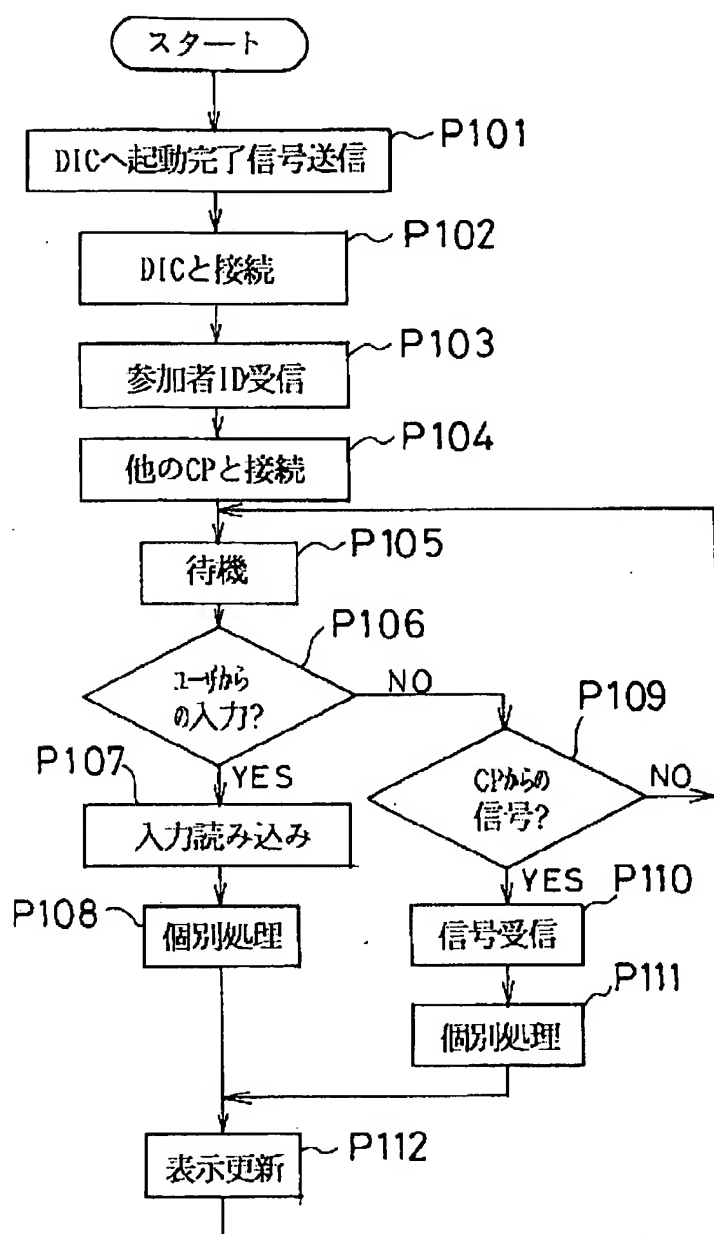 スタート
DICへ起動完了信号送信
P101
DICと接続
P102
参加者ID受信
P103
他のCPと接続
P104
待機
P105
ユーザから
の入力?
P106
NO
YES
P107
入力読み込み
P108
個別処理
CPからの
信号?
P109
NO
YES
P110
信号受信
P111
個別処理
表示更新
P112